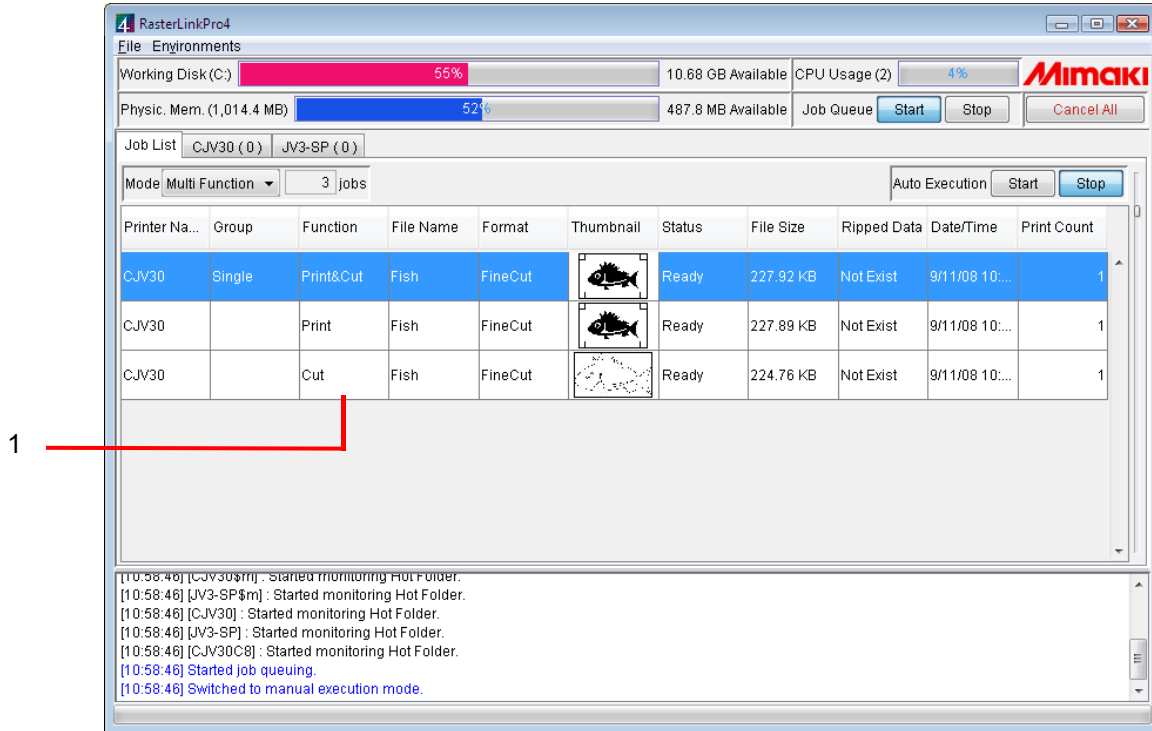 RasterLinkPro4
File Environments
Working Disk (C:) 55% 10.68 GB Available CPU Usage (2) 4% Mimaki
Physic. Mem. (1,014.4 MB) 52% 487.8 MB Available Job Queue Start Stop Cancel All
Job List CJV30 ( 0 ) JV3-SP ( 0 )
Mode Multi Function 3 jobs Auto Execution Start Stop
Printer Na... Group Function File Name Format Thumbnail Status File Size Ripped Data Date/Time Print Count
CJV30 Single Print&Cut Fish FineCut Ready 227.92 KB Not Exist 9/11/08 10:... 1
CJV30 Print Fish FineCut Ready 227.89 KB Not Exist 9/11/08 10:... 1
CJV30 Cut Fish FineCut Ready 224.76 KB Not Exist 9/11/08 10:... 1
1
[10:58:46] [CJV30$m] : Started monitoring Hot Folder.
[10:58:46] [JV3-SP$m] : Started monitoring Hot Folder.
[10:58:46] [CJV30] : Started monitoring Hot Folder.
[10:58:46] [JV3-SP] : Started monitoring Hot Folder.
[10:58:46] [CJV30C8] : Started monitoring Hot Folder.
[10:58:46] Started job queuing.
[10:58:46] Switched to manual execution mode.